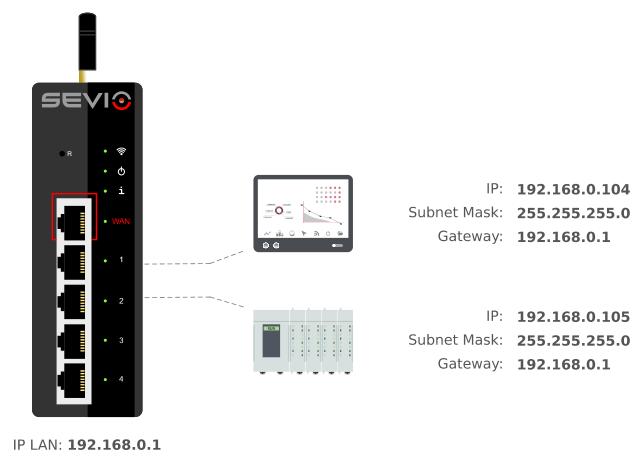 SEVIO
R
WAN
1
2
3
4
IP LAN: 192.168.0.1
IP: 192.168.0.104
Subnet Mask: 255.255.255.0
Gateway: 192.168.0.1
IP: 192.168.0.105
Subnet Mask: 255.255.255.0
Gateway: 192.168.0.1